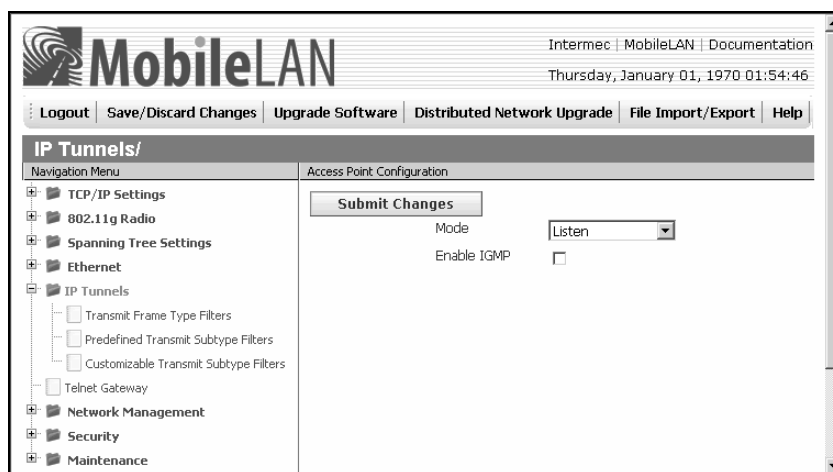 MobileLAN
Intermec | MobileLAN | Documentation
Thursday, January 01, 1970 01:54:46
Logout | Save/Discard Changes | Upgrade Software | Distributed Network Upgrade | File Import/Export | Help
IP Tunnels/
Navigation Menu
Access Point Configuration
TCP/IP Settings
802.11g Radio
Spanning Tree Settings
Ethernet
IP Tunnels
Transmit Frame Type Filters
Predefined Transmit Subtype Filters
Customizable Transmit Subtype Filters
Telnet Gateway
Network Management
Security
Maintenance
Submit Changes
Mode Listen
Enable IGMP